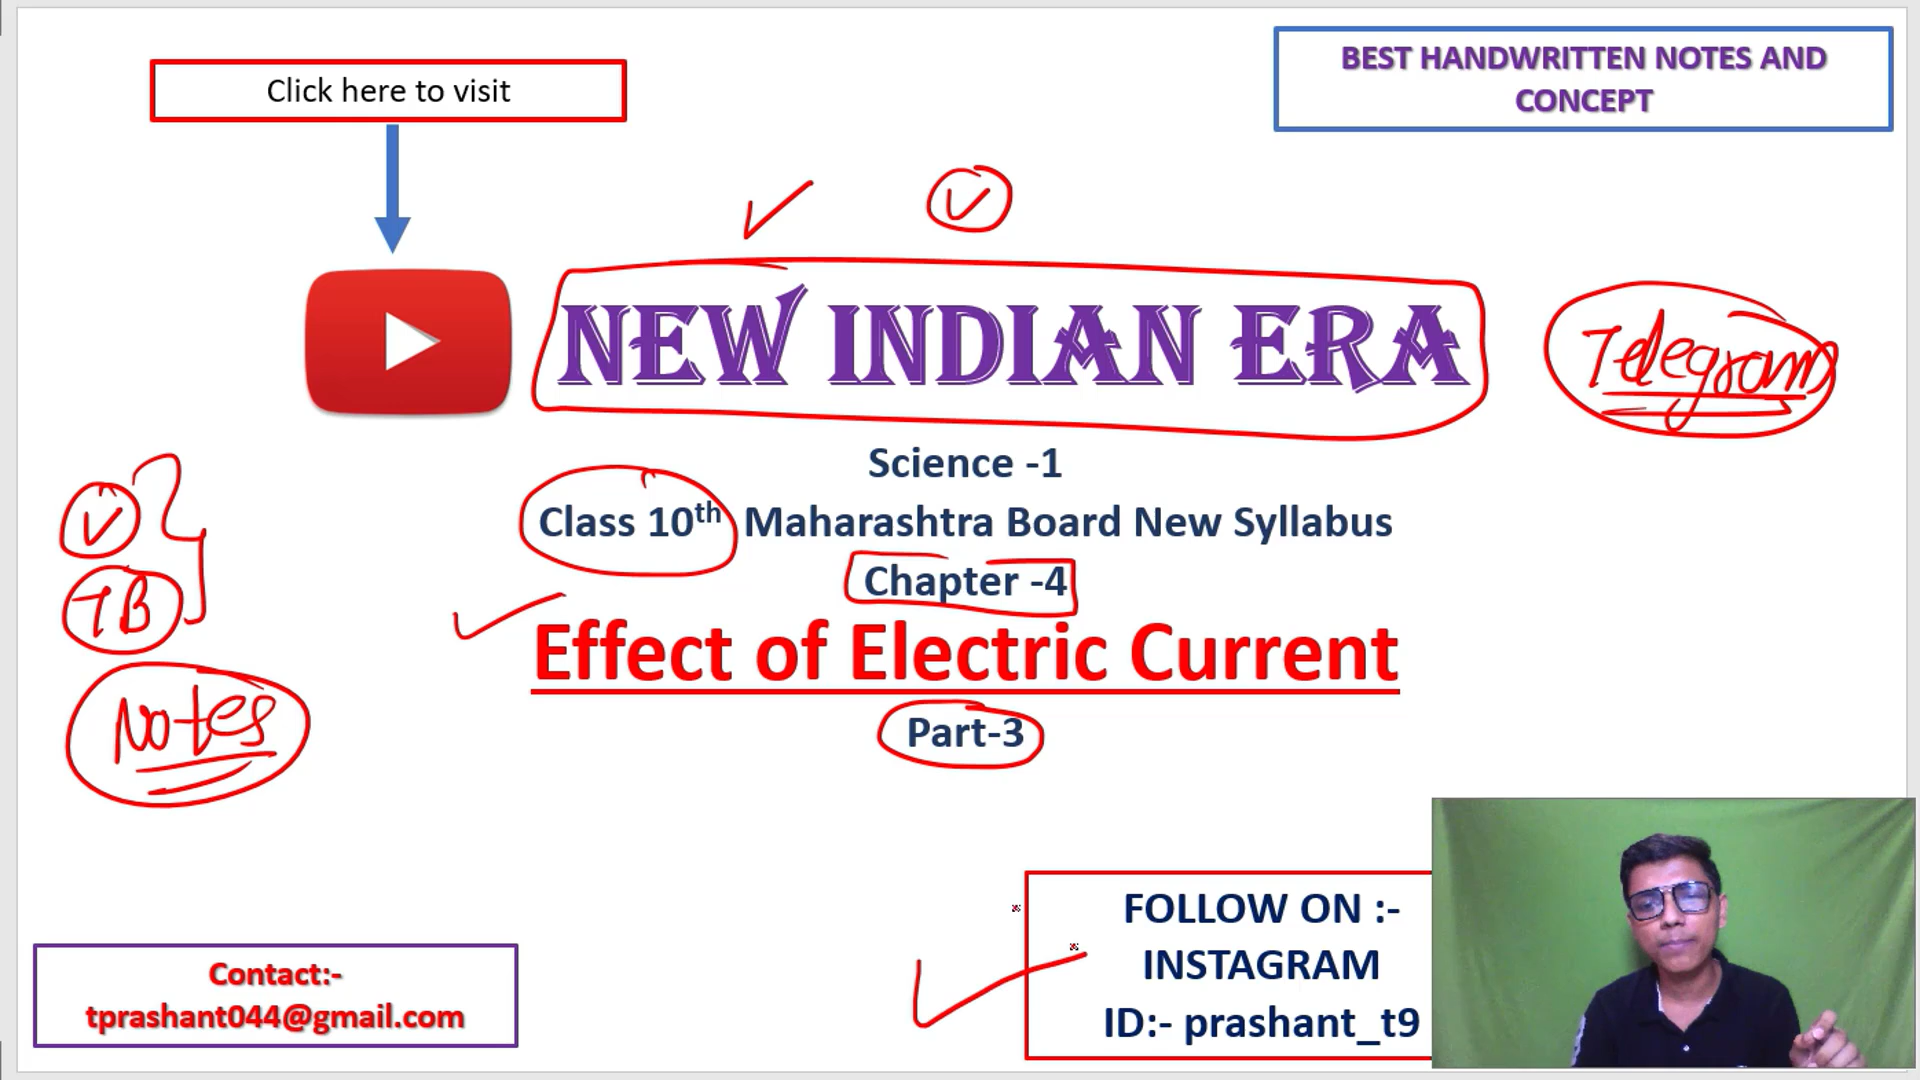 Click here to visit
BEST HANDWRITTEN NOTES AND
CONCEPT
NEW INDIAN ERA
Telegram
Science -1
Class 10th Maharashtra Board New Syllabus
Chapter -4
Effect of Electric Current
Part-3
TB
Notes
FOLLOW ON :-
INSTAGRAM
ID:- prashant_t9
Contact:-
tprashant044@gmail.com